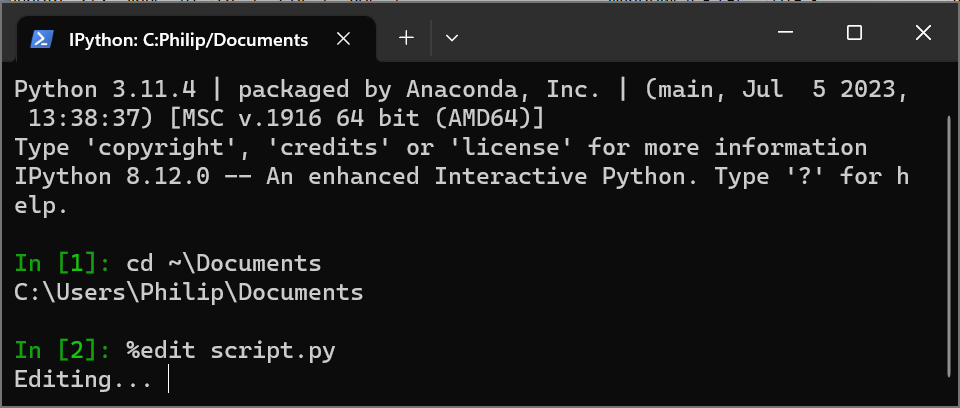 IPython: C:Philip/Documents
Python 3.11.4 | packaged by Anaconda, Inc. | (main, Jul  5 2023,
 13:38:37) [MSC v.1916 64 bit (AMD64)]
Type 'copyright', 'credits' or 'license' for more information
IPython 8.12.0 -- An enhanced Interactive Python. Type '?' for h
elp.
In [1]: cd ~\Documents
C:\Users\Philip\Documents
In [2]: %edit script.py
Editing...